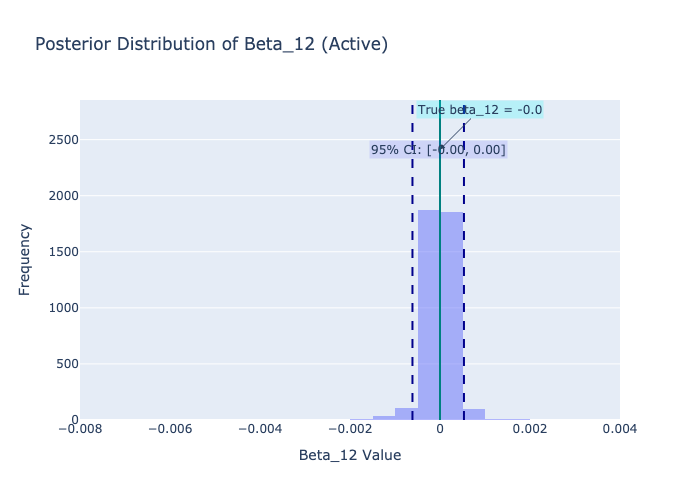 Posterior Distribution of Beta_12 (Active)
True beta_12 = -0.0
95% CI: [-0.00, 0.00]
2500
2000
1500
1000
500
0
Frequency
−0.008
−0.006
−0.004
−0.002
0
0.002
0.004
Beta_12 Value